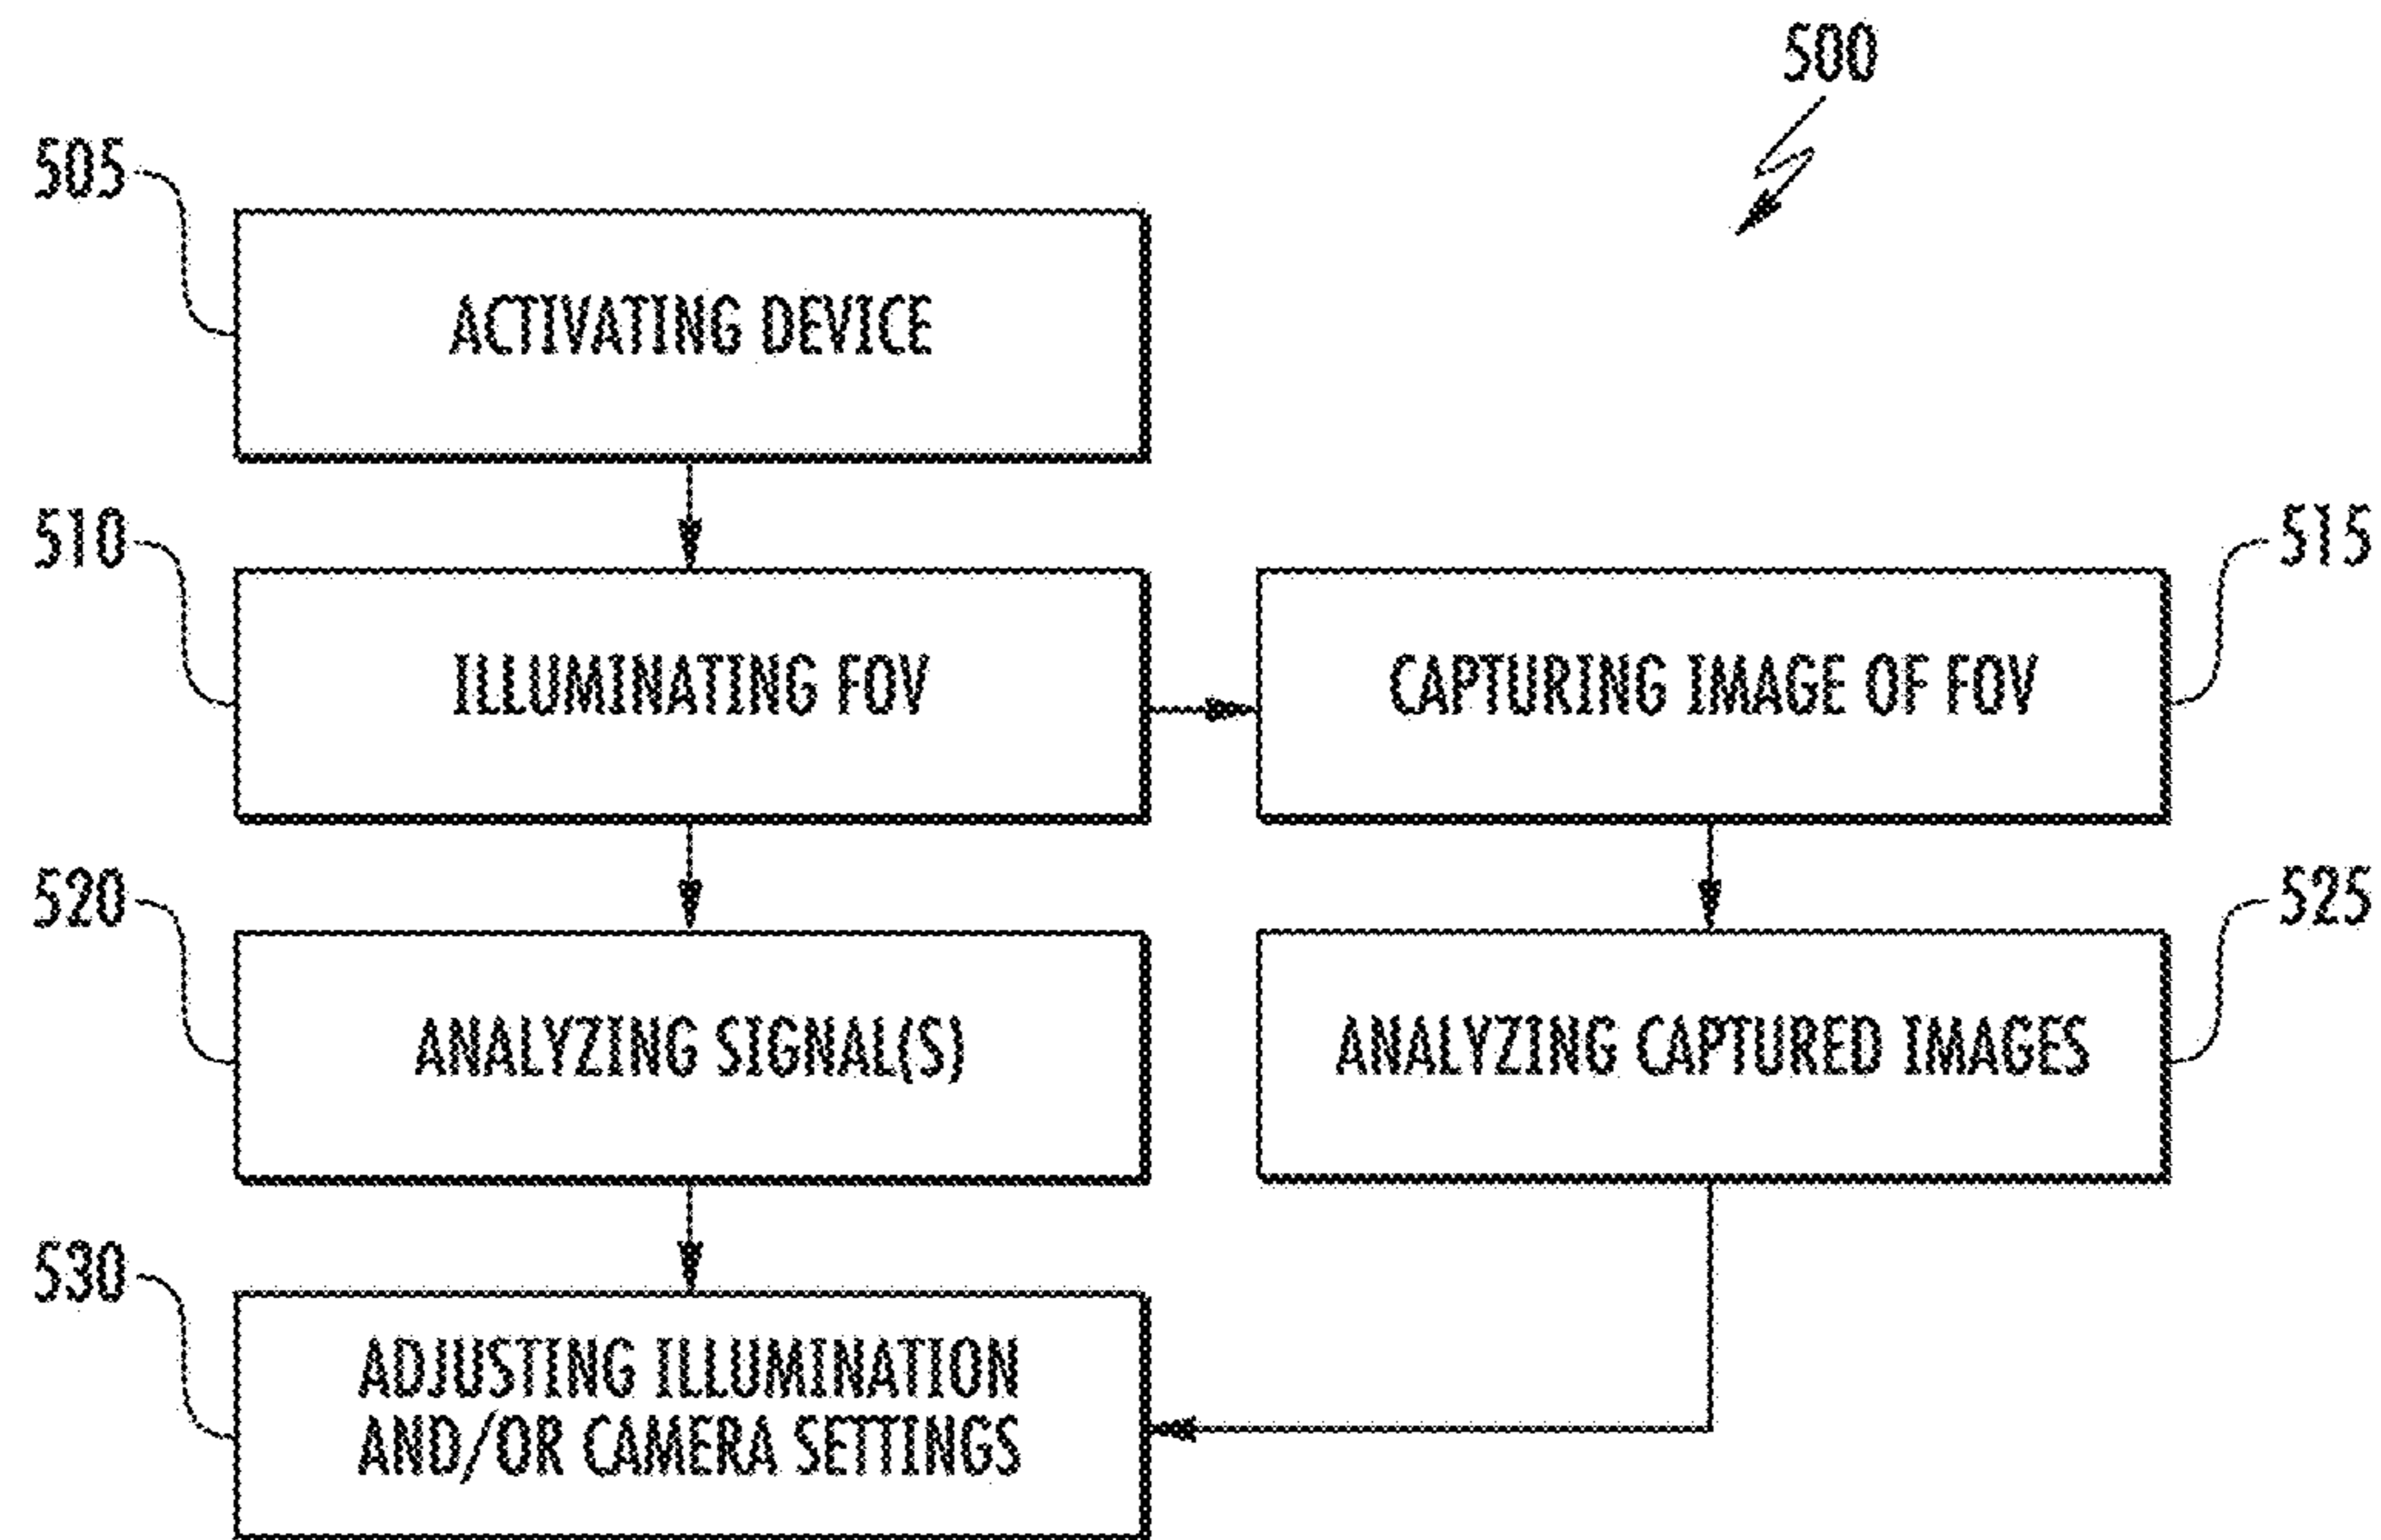 500
505
ACTIVATING DEVICE
510
ILLUMINATING FOV
CAPTURING IMAGE OF FOV
515
520
ANALYZING SIGNAL(S)
ANALYZING CAPTURED IMAGES
525
530
ADJUSTING ILLUMINATION
AND/OR CAMERA SETTINGS